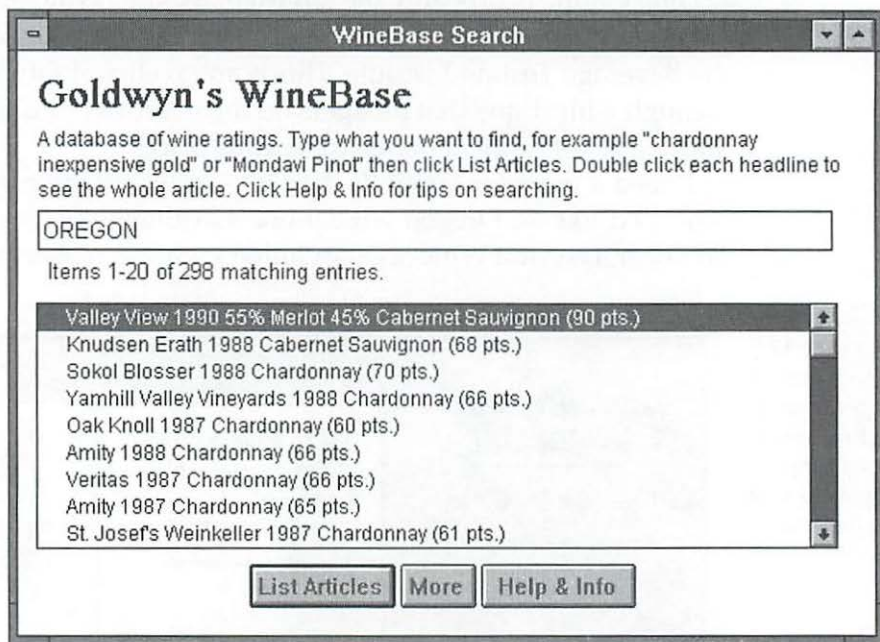 WineBase Search
Goldwyn's WineBase
A database of wine ratings. Type what you want to find, for example "chardonnay
inexpensive gold" or "Mondavi Pinot" then click List Articles. Double click each headline to
see the whole article. Click Help & Info for tips on searching.
OREGON
Items 1-20 of 298 matching entries.
Valley View 1990 55% Merlot 45% Cabernet Sauvignon (90 pts.)
Knudsen Erath 1988 Cabernet Sauvignon (68 pts.)
Sokol Blosser 1988 Chardonnay (70 pts.)
Yamhill Valley Vineyards 1988 Chardonnay (66 pts.)
Oak Knoll 1987 Chardonnay (60 pts.)
Amity 1988 Chardonnay (66 pts.)
Veritas 1987 Chardonnay (66 pts.)
Amity 1987 Chardonnay (65 pts.)
St. Josef's Weinkeller 1987 Chardonnay (61 pts.)
List Articles More Help & Info